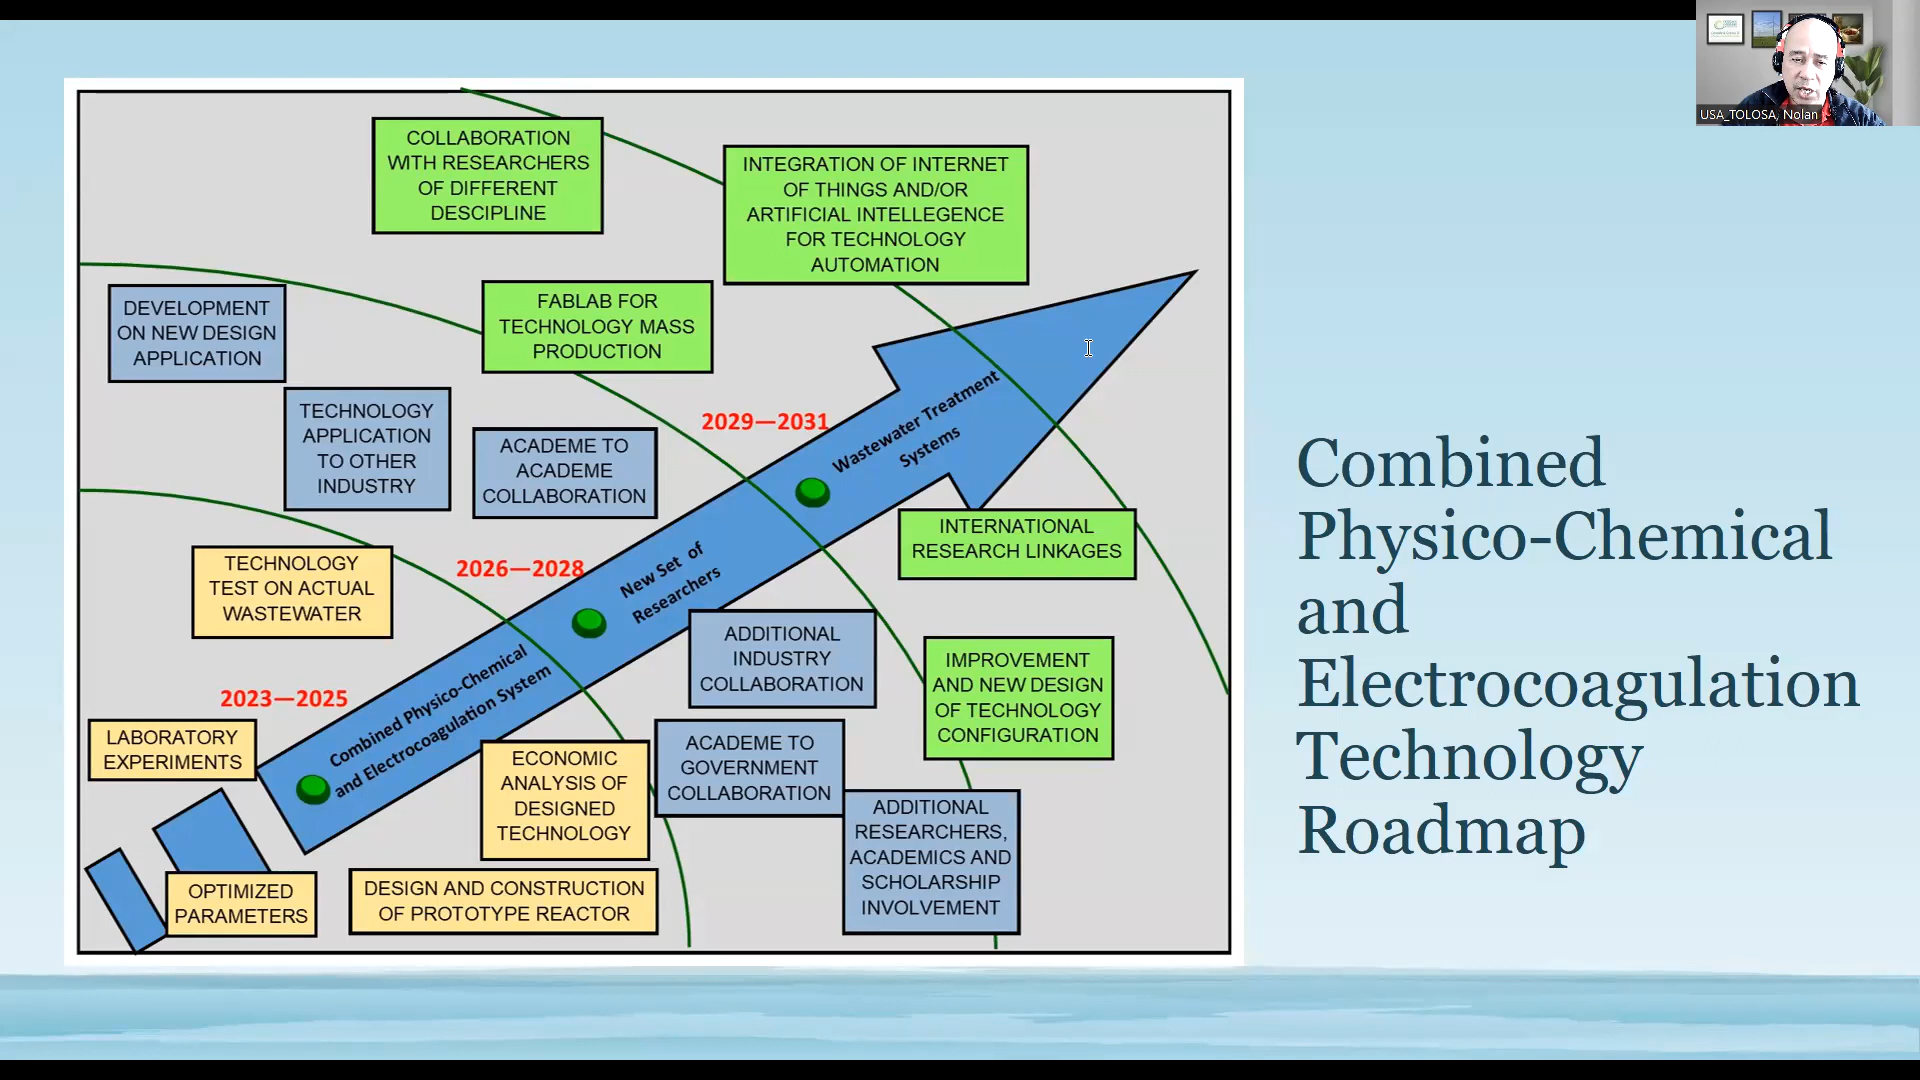 USA_TOLOSA, Nolan
COLLABORATION
WITH RESEARCHERS
OF DIFFERENT
DESCIPLINE
INTEGRATION OF INTERNET
OF THINGS AND/OR
ARTIFICIAL INTELLEGENCE
FOR TECHNOLOGY
AUTOMATION
DEVELOPMENT
ON NEW DESIGN
APPLICATION
FABLAB FOR
TECHNOLOGY MASS
PRODUCTION
TECHNOLOGY
APPLICATION
TO OTHER
INDUSTRY
ACADEME TO
ACADEME
COLLABORATION
2029—2031
Wastewater Treatment
Systems
INTERNATIONAL
RESEARCH LINKAGES
TECHNOLOGY
TEST ON ACTUAL
WASTEWATER
2026—2028
New Set of
Researchers
ADDITIONAL
INDUSTRY
COLLABORATION
IMPROVEMENT
AND NEW DESIGN
OF TECHNOLOGY
CONFIGURATION
2023—2025
Combined Physico-Chemical
and Electrocoagulation System
LABORATORY
EXPERIMENTS
ECONOMIC
ANALYSIS OF
DESIGNED
TECHNOLOGY
ACADEME TO
GOVERNMENT
COLLABORATION
ADDITIONAL
RESEARCHERS,
ACADEMICS AND
SCHOLARSHIP
INVOLVEMENT
OPTIMIZED
PARAMETERS
DESIGN AND CONSTRUCTION
OF PROTOTYPE REACTOR
Combined
Physico-Chemical
and
Electrocoagulation
Technology
Roadmap